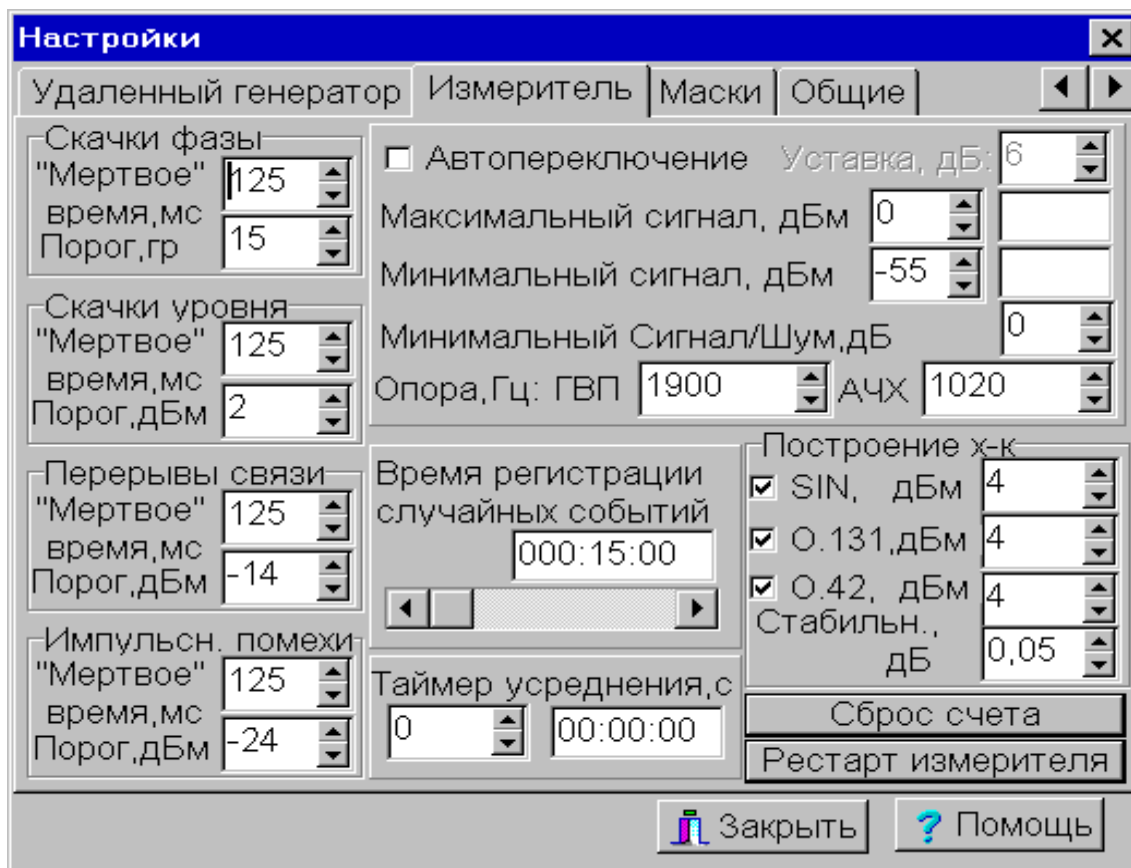 Настройки
Удаленный генератор Измеритель Маски Общие
Скачки фазы
"Мертвое" время,мс 125
Порог,гр 15
Скачки уровня
"Мертвое" время,мс 125
Порог,дБм 2
Перерывы связи
"Мертвое" время,мс 125
Порог,дБм -14
Импульсн. помехи
"Мертвое" время,мс 125
Порог,дБм -24
Автопереключение Уставка, дБ: 6
Максимальный сигнал, дБм 0
Минимальный сигнал, дБм -55
Минимальный Сигнал/Шум,дБ 0
Опора,Гц: ГВП 1900 АЧХ 1020
Время регистрации
случайных событий
000:15:00
Таймер усреднения,с
0 00:00:00
Построение х-к
SIN, дБм 4
O.131,дБм 4
O.42, дБм 4
Стабильн., дБ 0,05
Сброс счета
Рестарт измерителя
Закрыть ? Помощь